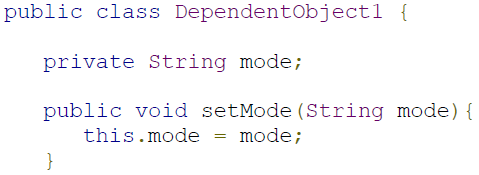 public class DependentObject1 {
private String mode;
public void setMode(String mode){
this.mode = mode;
}